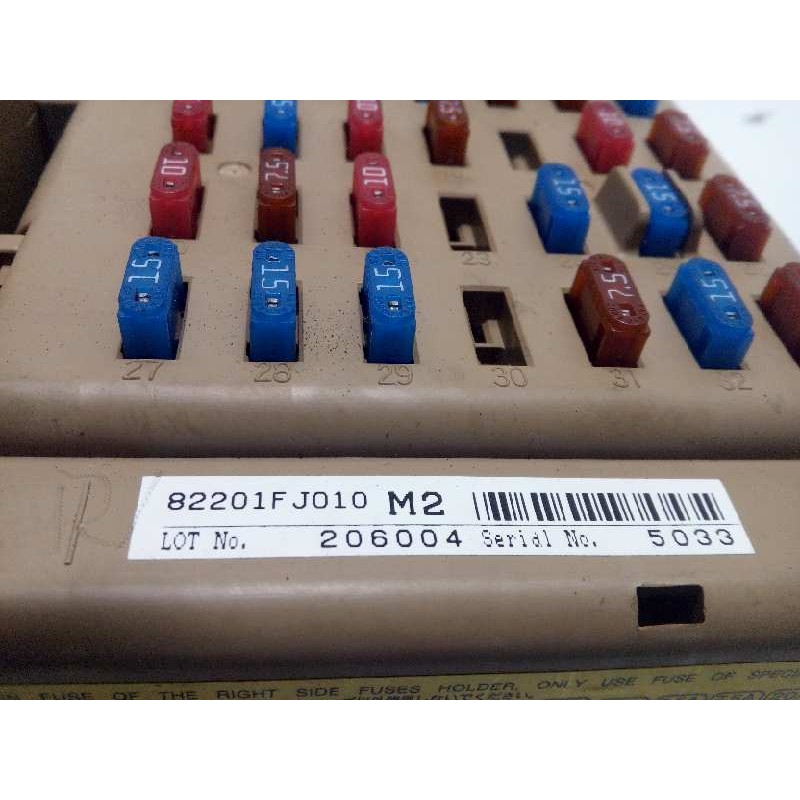 10 7.5 10
15 15
15 15 15 7.5 15
27 28 29 30 31 32
23
82201FJ010 M2
LOT No. 206004 Serial No. 5033
FUSE OF THE RIGHT SIDE FUSES HOLDER. ONLY USE FUSE OF